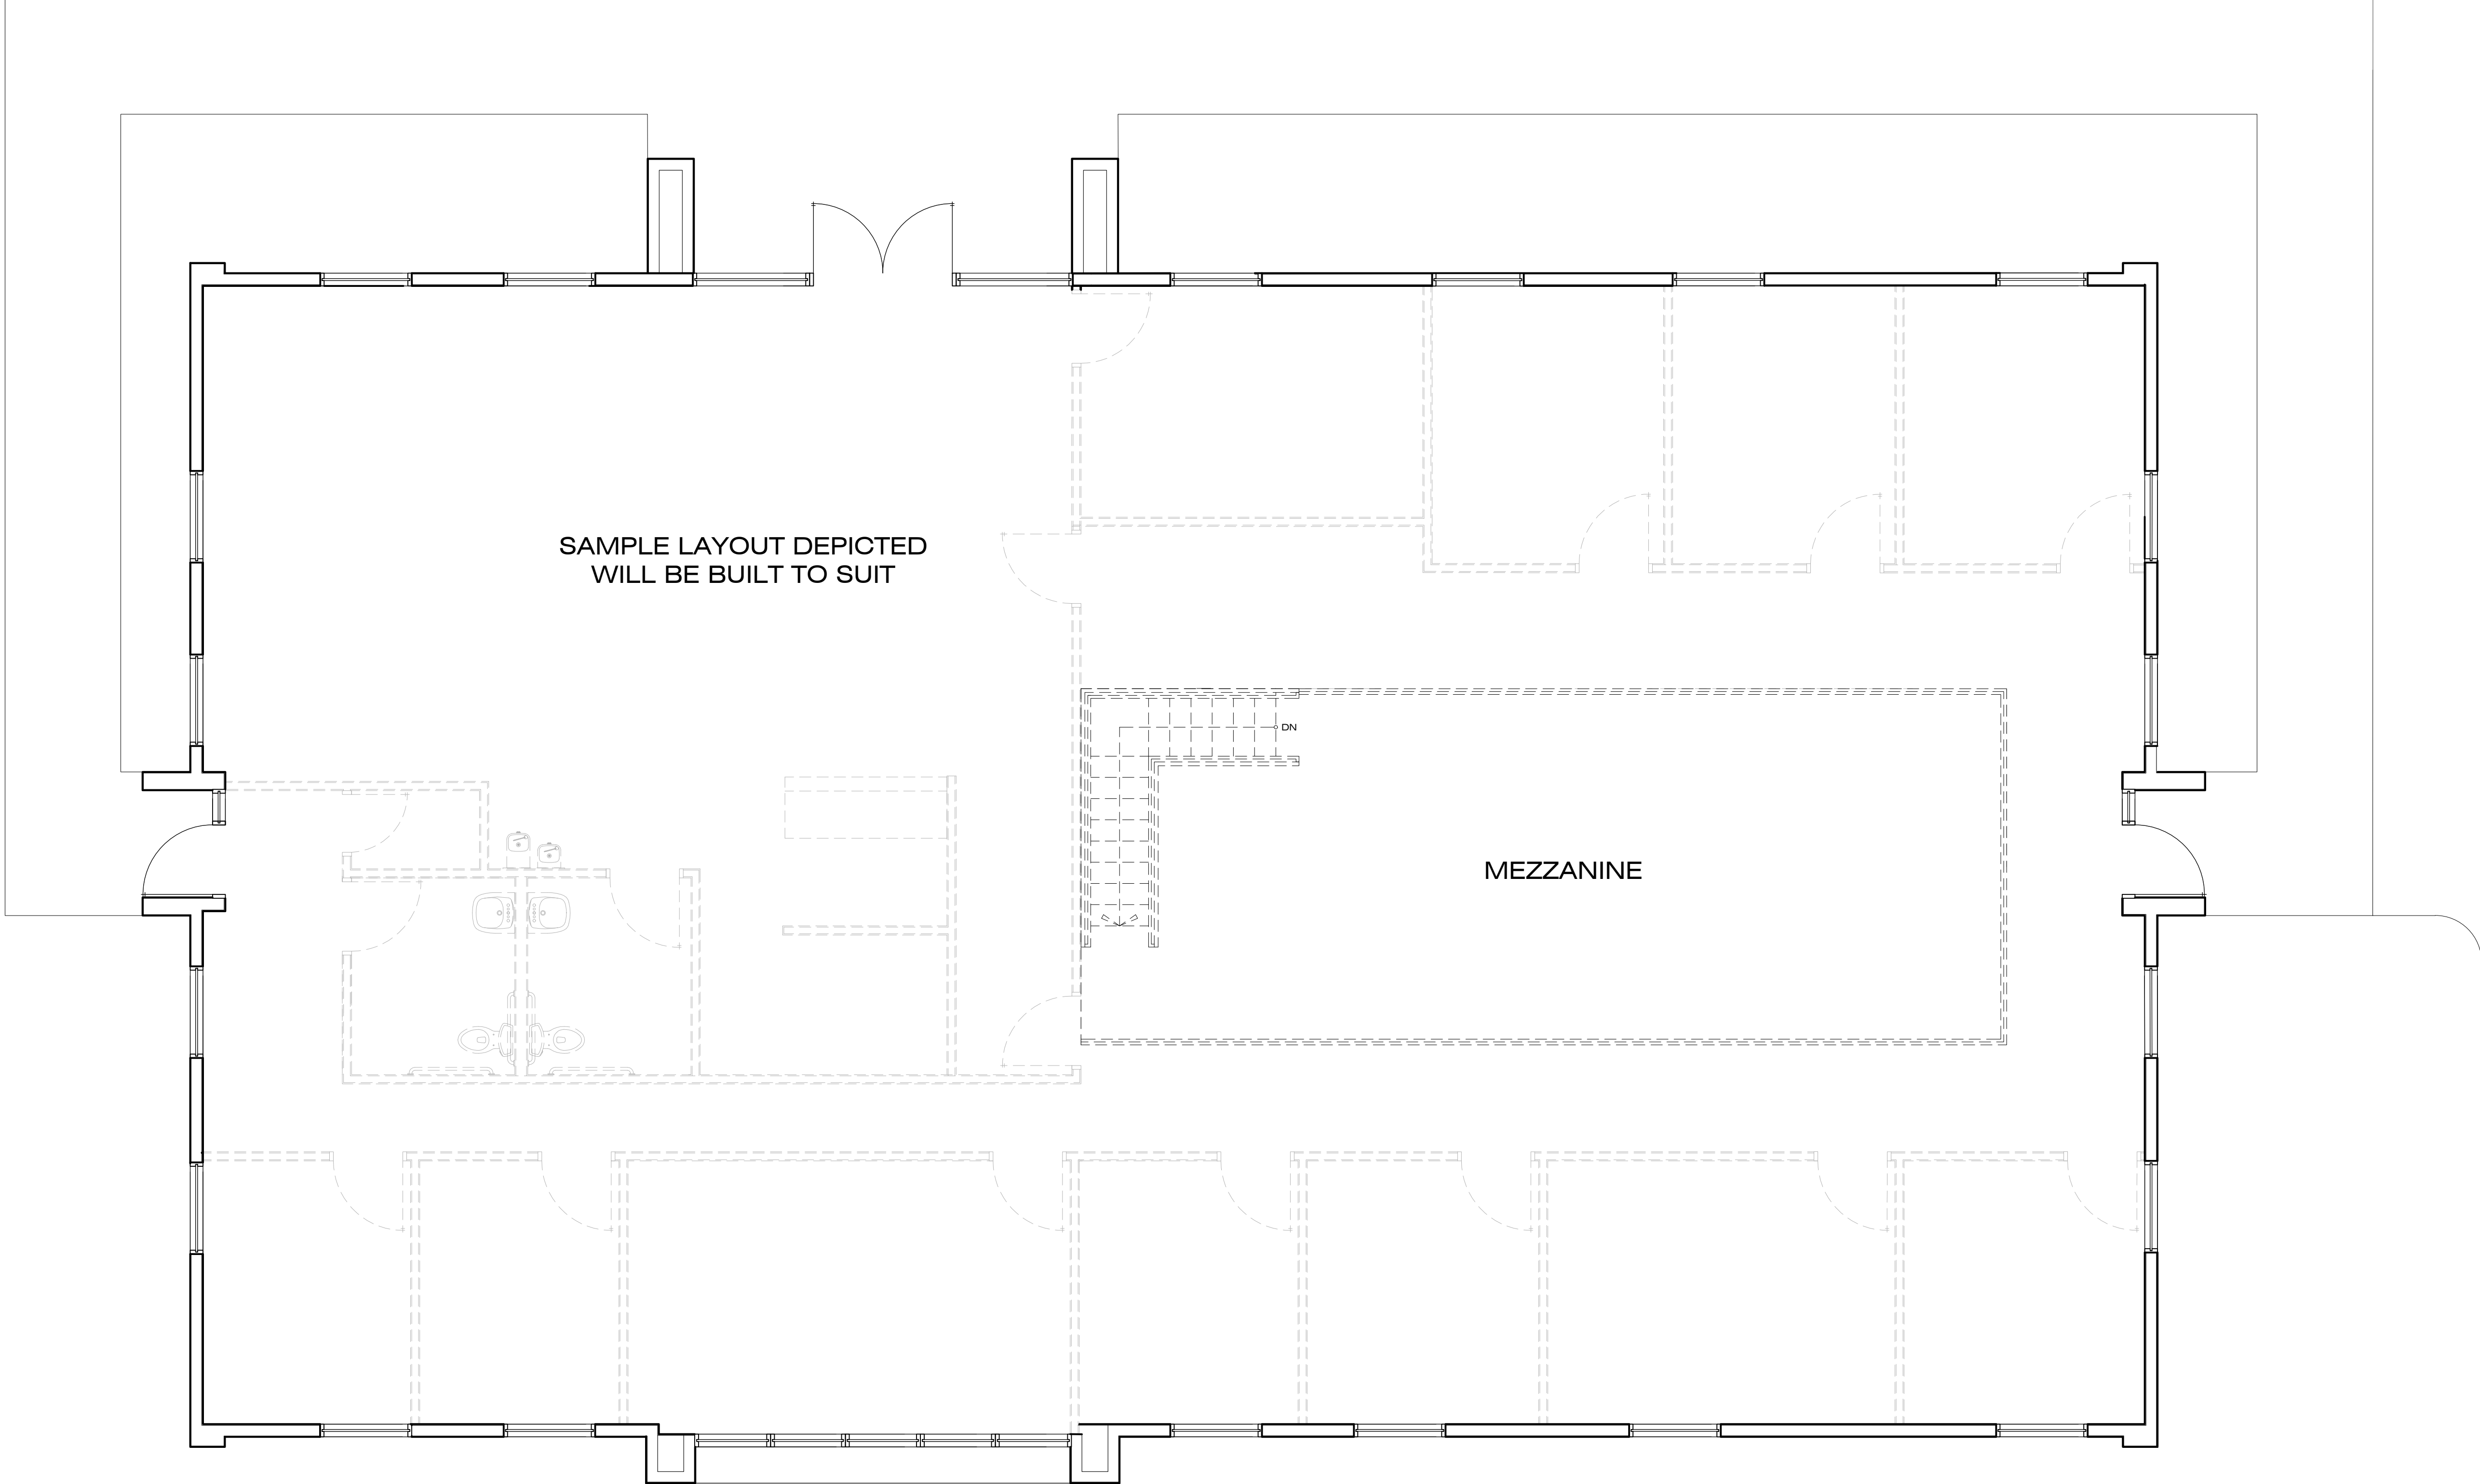 SAMPLE LAYOUT DEPICTED
WILL BE BUILT TO SUIT
DN
MEZZANINE